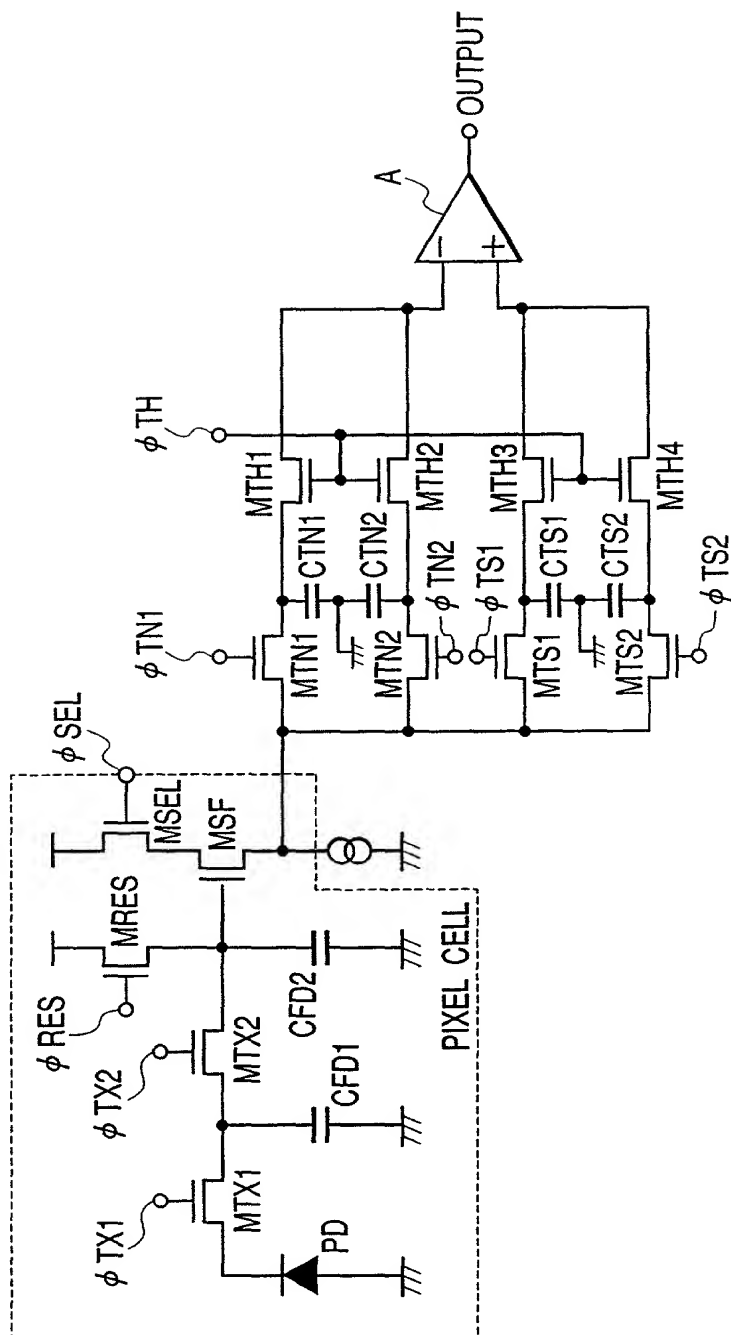 φTX1
φTX2
φRES
φSEL
MRES
MSEL
MSF
MTX1
MTX2
PD
CFD1
CFD2
PIXEL CELL
φTN1
φTH
MTN1
CTN1
MTH1
CTN2
MTN2
MTH2
φTN2
φTS1
MTS1
CTS1
MTH3
CTS2
MTS2
MTH4
φTS2
A
−
+
OUTPUT